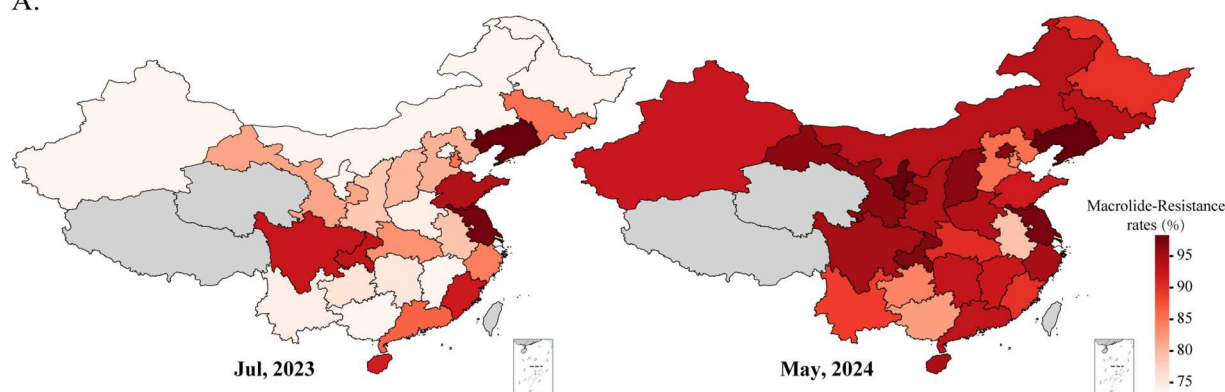 A.
Jul, 2023
May, 2024
Macrolide-Resistance
rates (%)
95
90
85
80
75